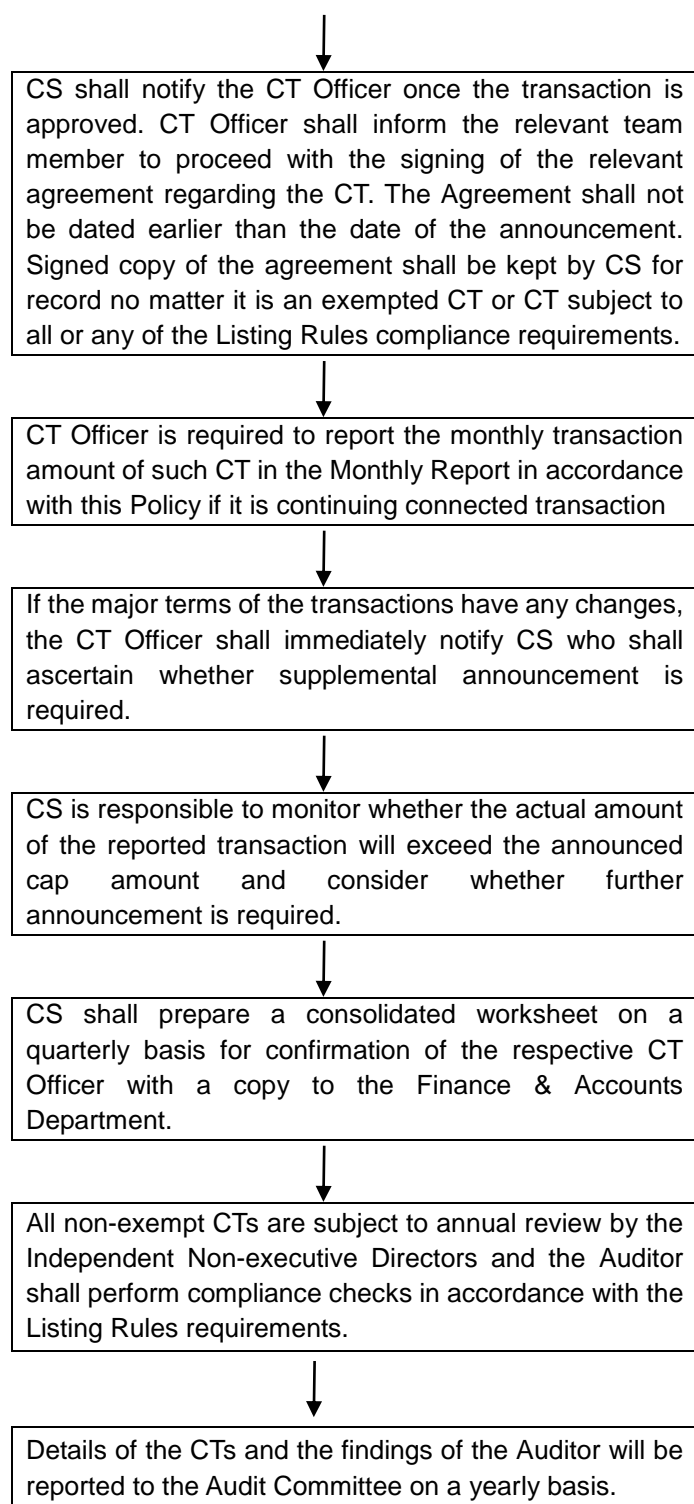 CS shall notify the CT Officer once the transaction is
approved. CT Officer shall inform the relevant team
member to proceed with the signing of the relevant
agreement regarding the CT. The Agreement shall not
be dated earlier than the date of the announcement.
Signed copy of the agreement shall be kept by CS for
record no matter it is an exempted CT or CT subject to
all or any of the Listing Rules compliance requirements.
CT Officer is required to report the monthly transaction
amount of such CT in the Monthly Report in accordance
with this Policy if it is continuing connected transaction
If the major terms of the transactions have any changes,
the CT Officer shall immediately notify CS who shall
ascertain whether supplemental announcement is
required.
CS is responsible to monitor whether the actual amount
of the reported transaction will exceed the announced
cap amount and consider whether further
announcement is required.
CS shall prepare a consolidated worksheet on a
quarterly basis for confirmation of the respective CT
Officer with a copy to the Finance & Accounts
Department.
All non-exempt CTs are subject to annual review by the
Independent Non-executive Directors and the Auditor
shall perform compliance checks in accordance with the
Listing Rules requirements.
Details of the CTs and the findings of the Auditor will be
reported to the Audit Committee on a yearly basis.